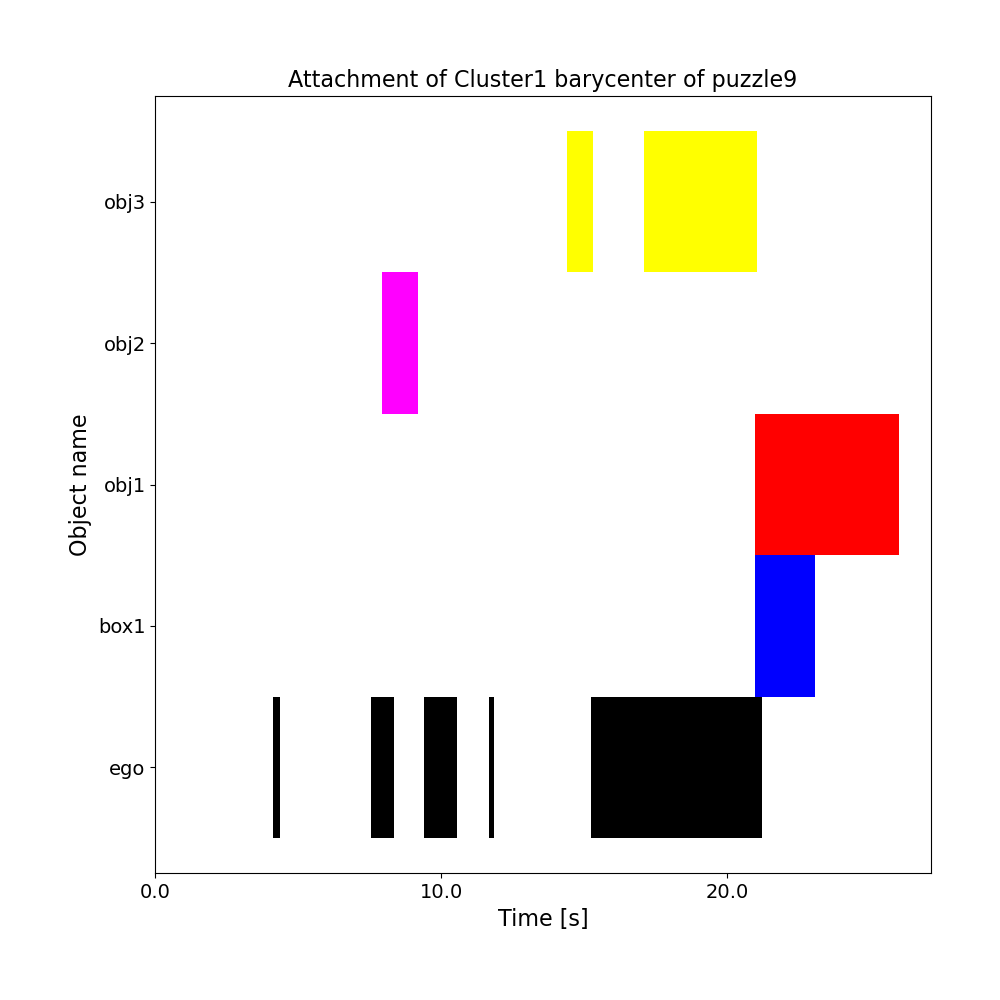 Attachment of Cluster1 barycenter of puzzle9
obj3
obj2
obj1
box1
ego
Object name
0.0
10.0
20.0
Time [s]